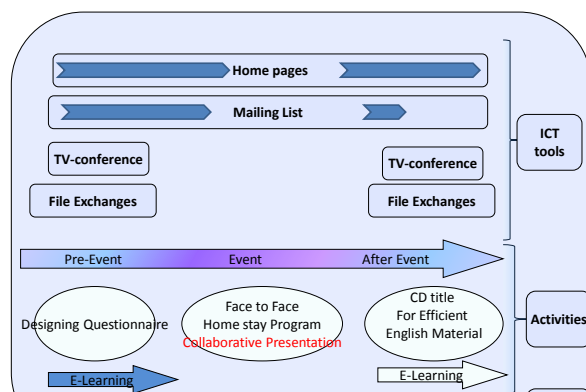 Home pages
Mailing List
ICT
tools
TV-conference
TV-conference
File Exchanges
File Exchanges
Pre-Event
Event
After Event
Designing Questionnaire
Face to Face
Home stay Program
Collaborative Presentation
CD title
For Efficient
English Material
Activities
E-Learning
E-Learning